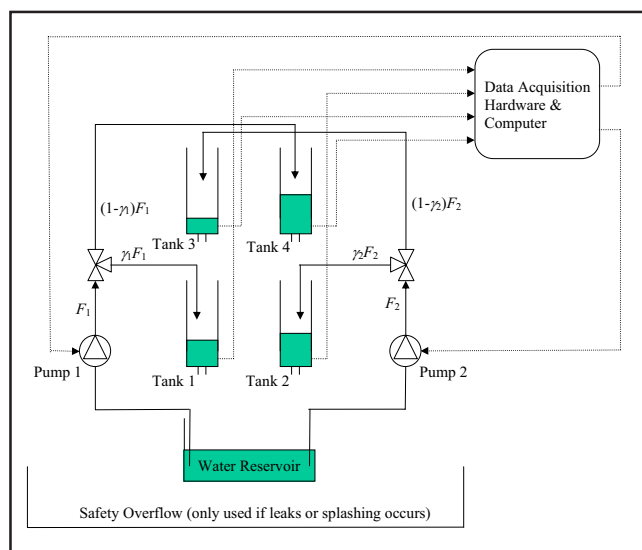 Data Acquisition
Hardware &
Computer
(1-γ1)F1
(1-γ2)F2
Tank 3
Tank 4
γ1F1
γ2F2
F1
F2
Pump 1
Tank 1
Tank 2
Pump 2
Water Reservoir
Safety Overflow (only used if leaks or splashing occurs)